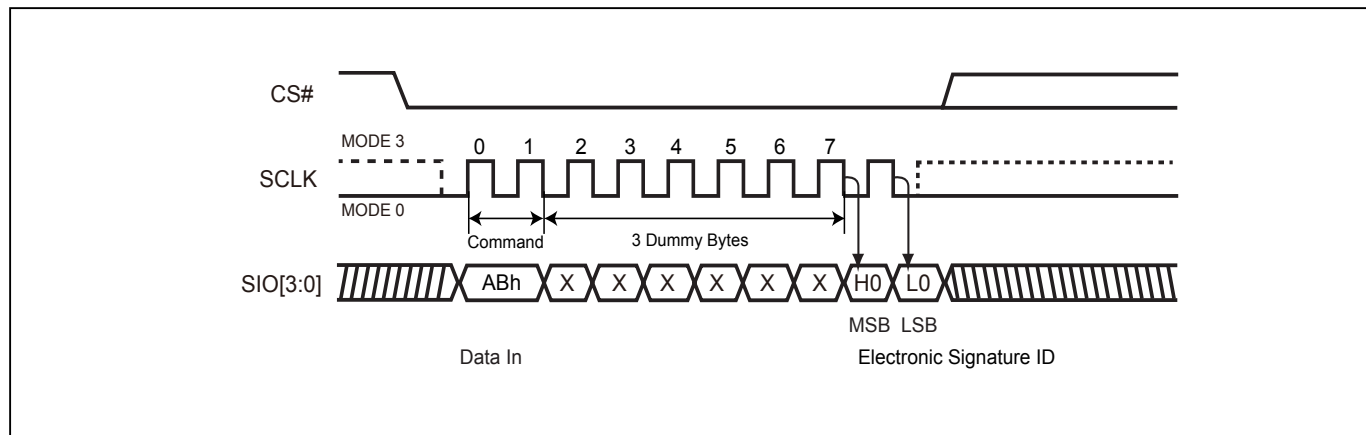 CS#
MODE 3
0 1 2 3 4 5 6 7
SCLK
MODE 0
Command 3 Dummy Bytes
SIO[3:0] ABh X X X X X X H0 L0
MSB LSB
Data In Electronic Signature ID